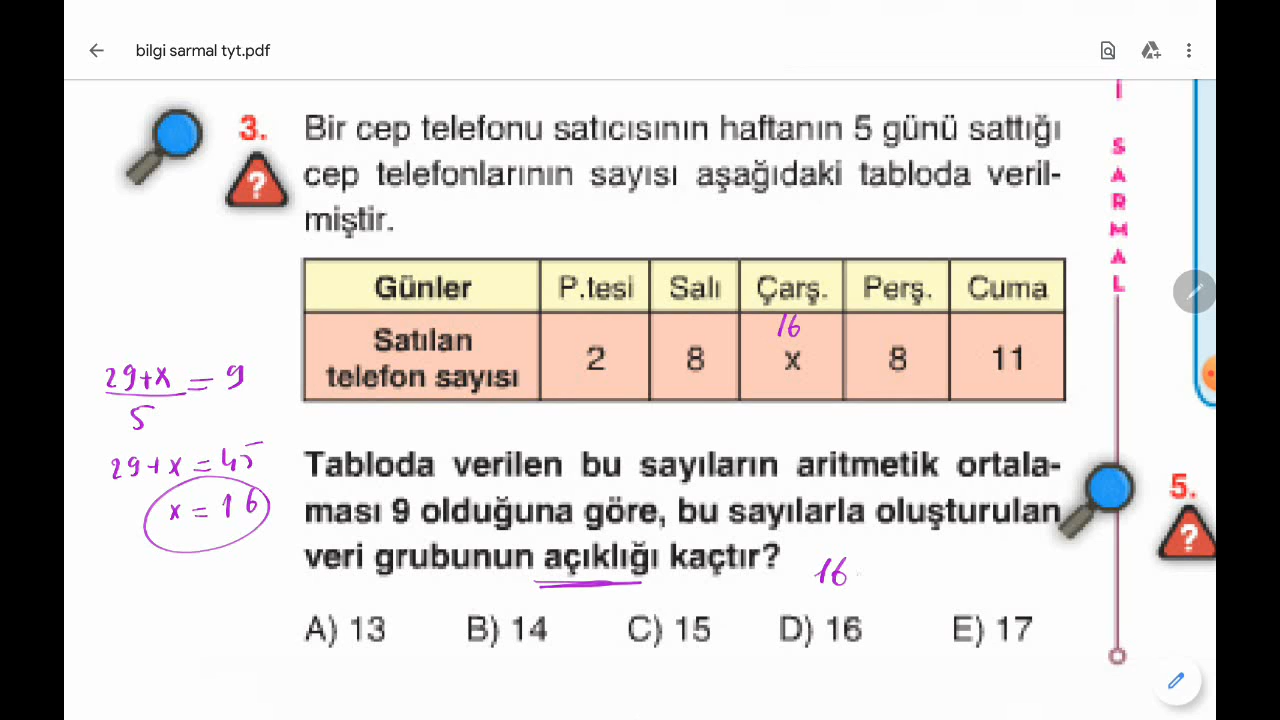 bilgi sarmal tyt.pdf
3.
Bir cep telefonu satıcısının haftanın 5 günü sattığı
cep telefonlarının sayısı aşağıdaki tabloda veril-
miştir.
Günler P.tesi Salı Çarş. Perş. Cuma
16
Satılan
telefon sayısı 2 8 x 8 11
29+x = 9
5
29+x = 45
x = 16
Tabloda verilen bu sayıların aritmetik ortala-
ması 9 olduğuna göre, bu sayılarla oluşturulan
veri grubunun açıklığı kaçtır?
16
A) 13 B) 14 C) 15 D) 16 E) 17
SARMAL
5.